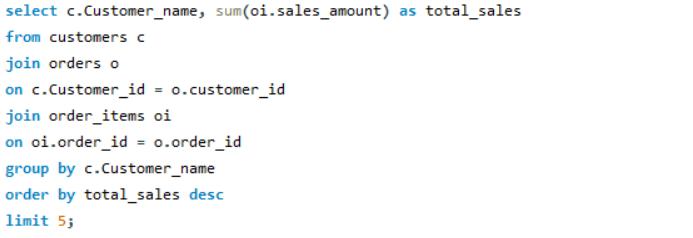 select c.Customer_name, sum(oi.sales_amount) as total_sales
from customers c
join orders o
on c.Customer_id = o.customer_id
join order_items oi
on oi.order_id = o.order_id
group by c.Customer_name
order by total_sales desc
limit 5;